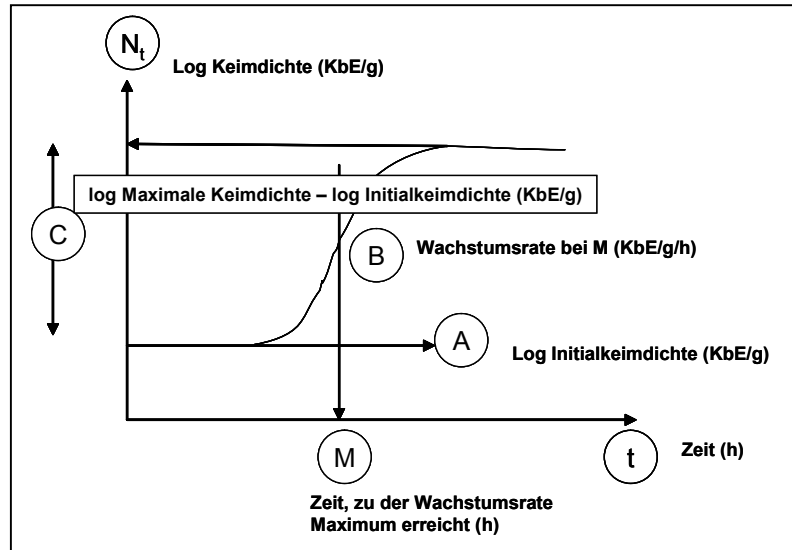 Nt
Log Keimdichte (KbE/g)
log Maximale Keimdichte – log Initialkeimdichte (KbE/g)
C
B
Wachstumsrate bei M (KbE/g/h)
A
Log Initialkeimdichte (KbE/g)
M
t
Zeit (h)
Zeit, zu der Wachstumsrate
Maximum erreicht (h)